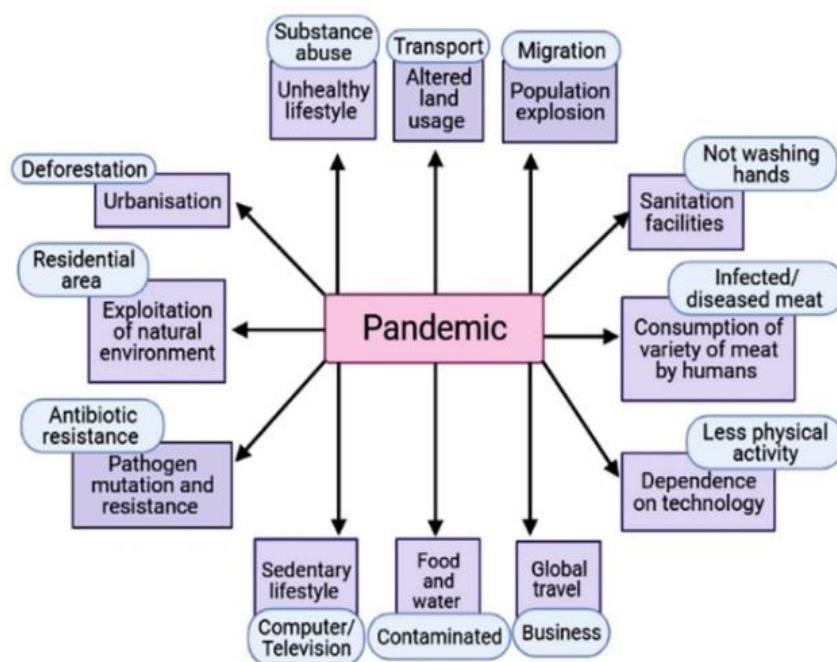 Substance
abuse
Unhealthy
lifestyle
Transport
Altered
land
usage
Migration
Population
explosion
Deforestation
Urbanisation
Not washing
hands
Sanitation
facilities
Residential
area
Exploitation
of natural
environment
Pandemic
Infected/
diseased meat
Consumption of
variety of meat
by humans
Antibiotic
resistance
Pathogen
mutation and
resistance
Less physical
activity
Dependence
on technology
Sedentary
lifestyle
Computer/
Television
Food
and
water
Contaminated
Global
travel
Business